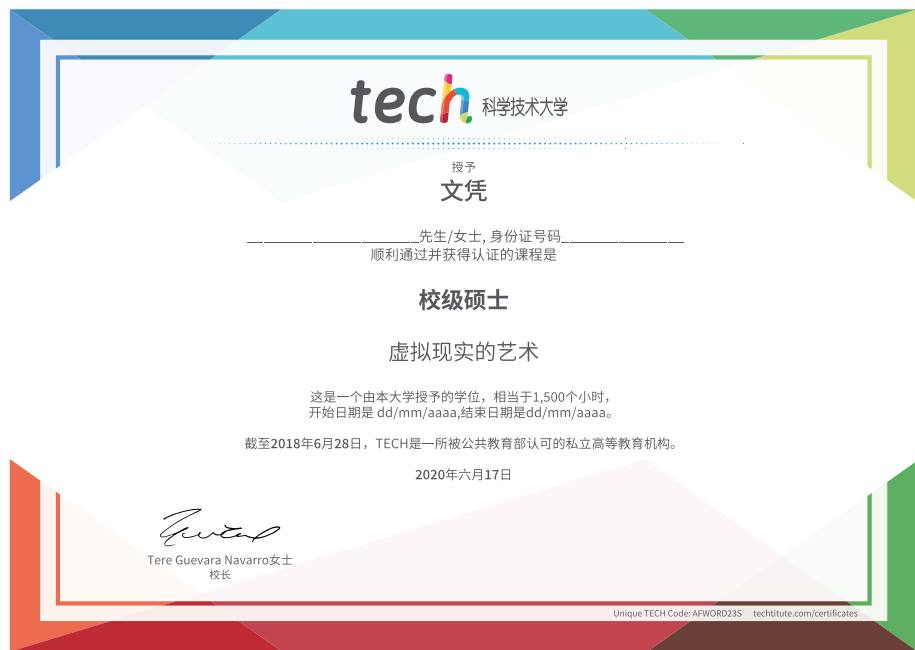 tech 科学技术大学
授予
文凭
_____________________先生/女士, 身份证号码_______________
顺利通过并获得认证的课程是
校级硕士
虚拟现实的艺术
这是一个由本大学授予的学位，相当于1,500个小时，
开始日期是 dd/mm/aaaa,结束日期是dd/mm/aaaa。
截至2018年6月28日，TECH是一所被公共教育部认可的私立高等教育机构。
2020年六月17日
Tere Guevara Navarro女士
校长
Unique TECH Code: AFWORD23S techtitute.com/certificates